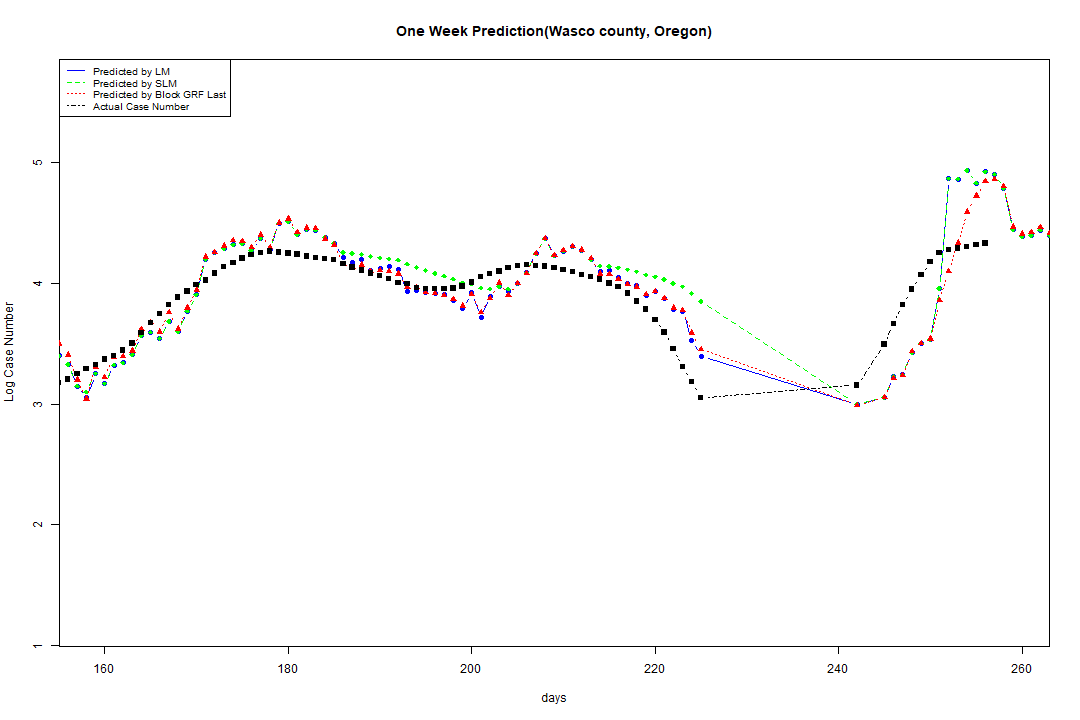 One Week Prediction(Wasco county, Oregon)
Predicted by LM
Predicted by SLM
Predicted by Block GRF Last
Actual Case Number
Log Case Number
5
4
3
2
1
160 180 200 220 240 260
days